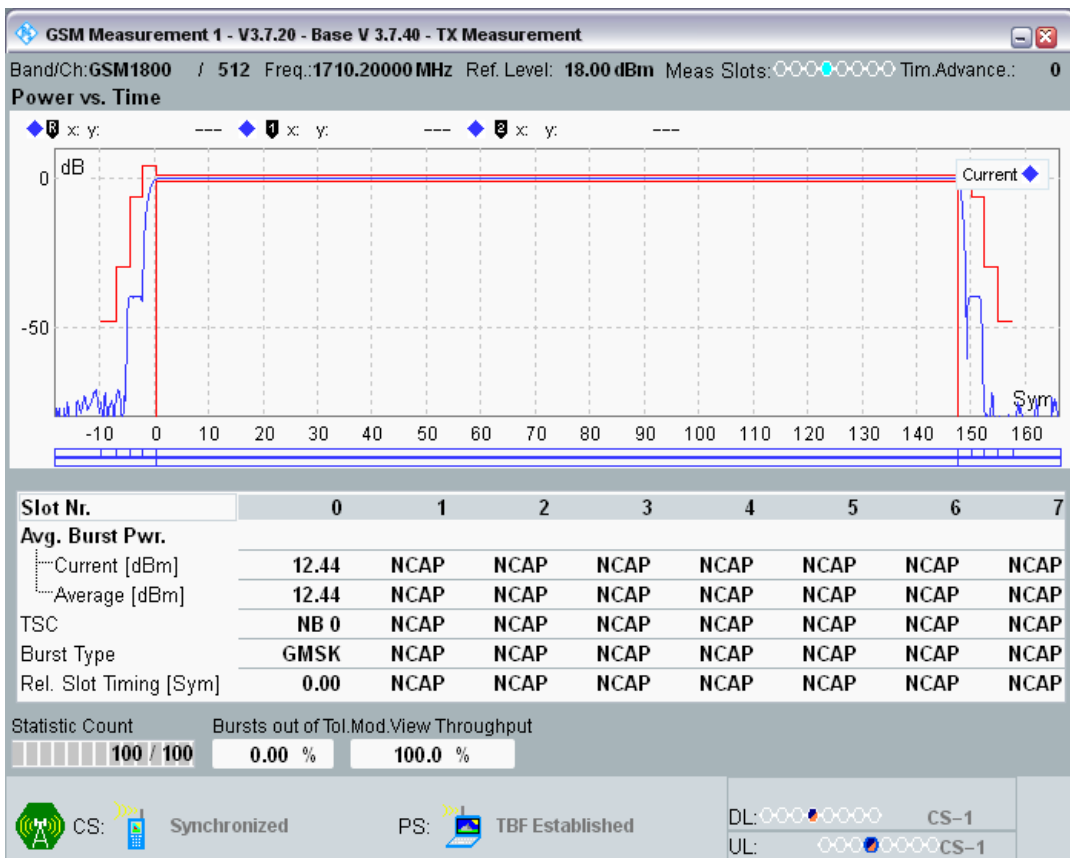 GSM Measurement 1 - V3.7.20 - Base V 3.7.40 - TX Measurement
Band/Ch:GSM1800 / 512 Freq.:1710.20000 MHz Ref. Level: 18.00 dBm Meas Slots: Tim.Advance.: 0
Power vs. Time
R x: y: --- 1 x: y: --- 2 x: y: ---
dB
Current
0
-50
Sym
-10 0 10 20 30 40 50 60 70 80 90 100 110 120 130 140 150 160
Slot Nr. 0 1 2 3 4 5 6 7
Avg. Burst Pwr.
Current [dBm] 12.44 NCAP NCAP NCAP NCAP NCAP NCAP NCAP
Average [dBm] 12.44 NCAP NCAP NCAP NCAP NCAP NCAP NCAP
TSC NB 0 NCAP NCAP NCAP NCAP NCAP NCAP NCAP
Burst Type GMSK NCAP NCAP NCAP NCAP NCAP NCAP NCAP
Rel. Slot Timing [Sym] 0.00 NCAP NCAP NCAP NCAP NCAP NCAP NCAP
Statistic Count Bursts out of Tol. Mod.View Throughput
100 / 100 0.00 % 100.0 %
CS: Synchronized PS: TBF Established DL: CS-1
UL: CS-1